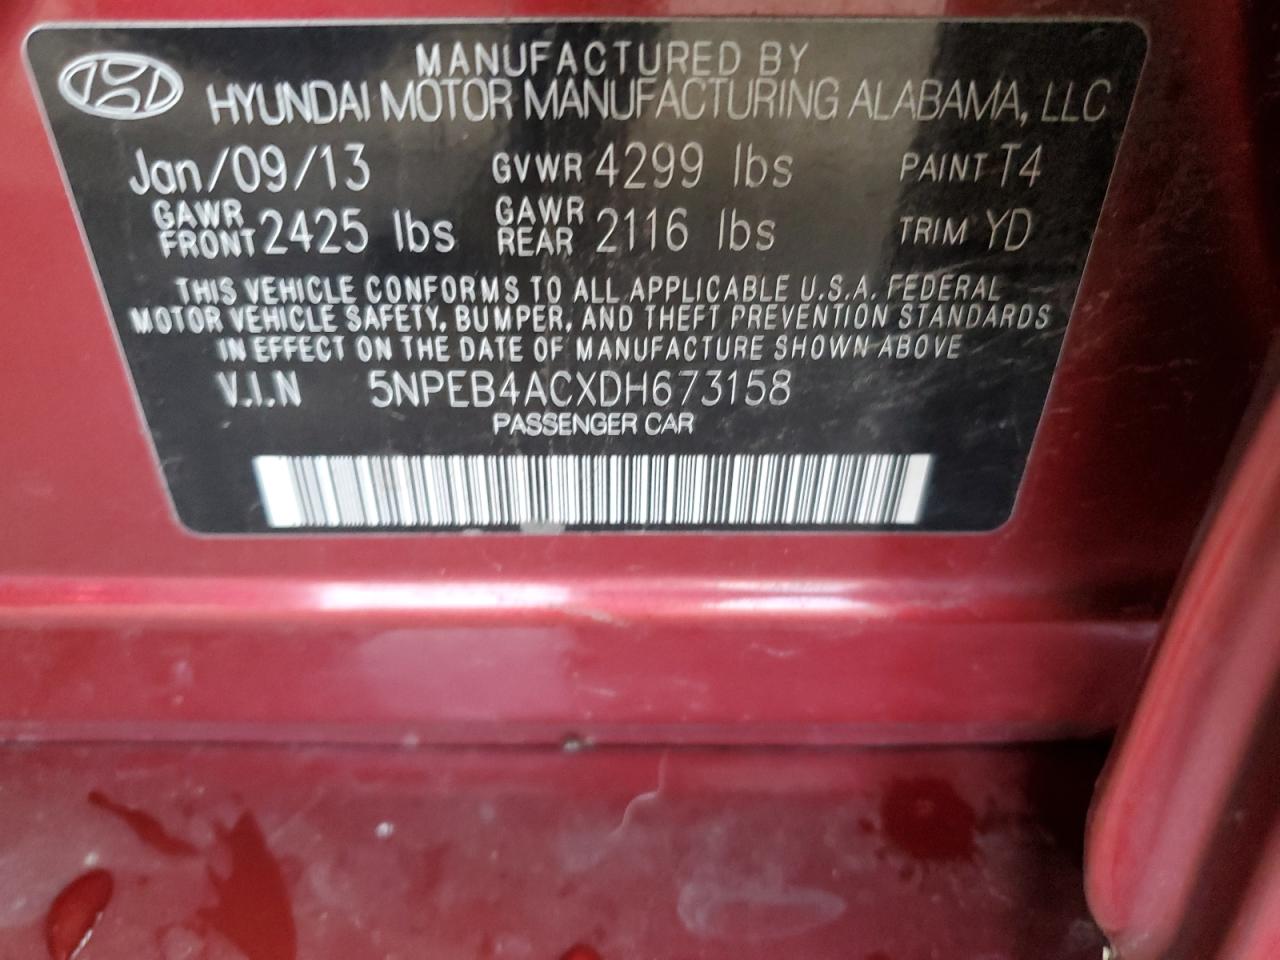 MANUFACTURED BY
HYUNDAI MOTOR MANUFACTURING ALABAMA, LLC
Jan/09/13 GVWR 4299 lbs PAINT T4
GAWR FRONT 2425 lbs GAWR REAR 2116 lbs TRIM YD
THIS VEHICLE CONFORMS TO ALL APPLICABLE U.S.A. FEDERAL
MOTOR VEHICLE SAFETY, BUMPER, AND THEFT PREVENTION STANDARDS
IN EFFECT ON THE DATE OF MANUFACTURE SHOWN ABOVE
V.I.N 5NPEB4ACXDH673158
PASSENGER CAR